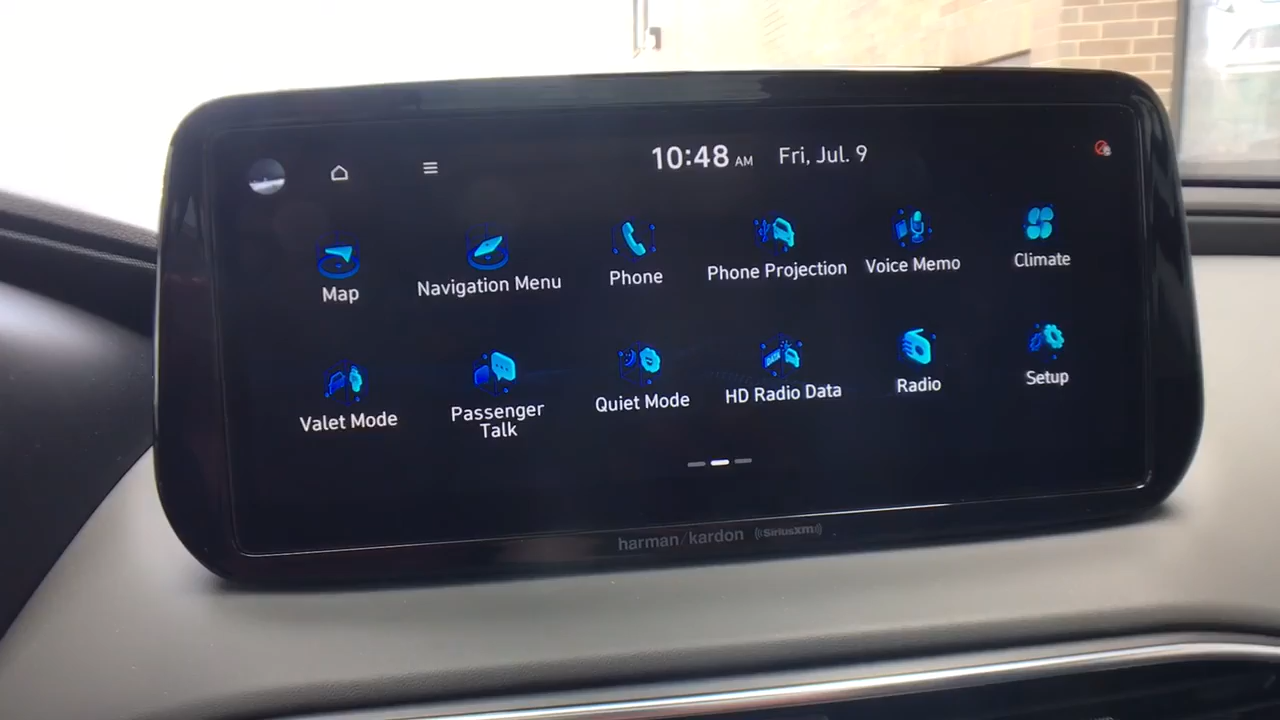 10:48 AM Fri, Jul. 9
Map
Navigation Menu
Phone
Phone Projection
Voice Memo
Climate
Valet Mode
Passenger
Talk
Quiet Mode
HD Radio Data
Radio
Setup
harman/kardon ((SiriusXM))